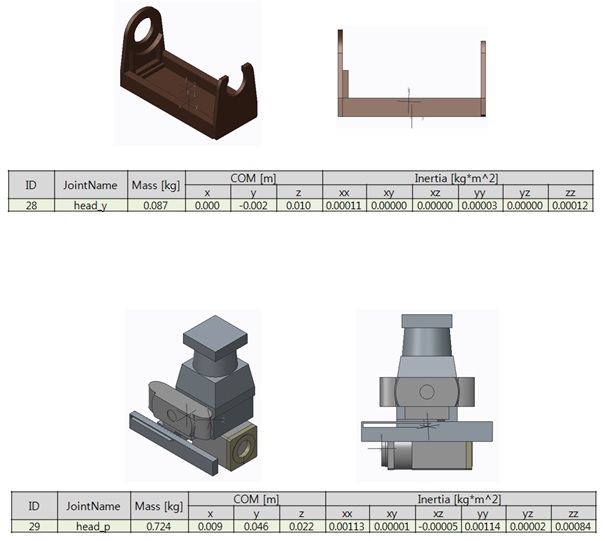 ID JointName Mass [kg] COM [m] Inertia [kg*m^2]
x y z xx xy xz yy yz zz
28 head_y 0.087 0.000 -0.002 0.010 0.00011 0.00000 0.00000 0.00003 0.00000 0.00012
ID JointName Mass [kg] COM [m] Inertia [kg*m^2]
x y z xx xy xz yy yz zz
29 head_p 0.724 0.009 0.046 0.022 0.00113 0.00001 -0.00005 0.00114 0.00002 0.00084